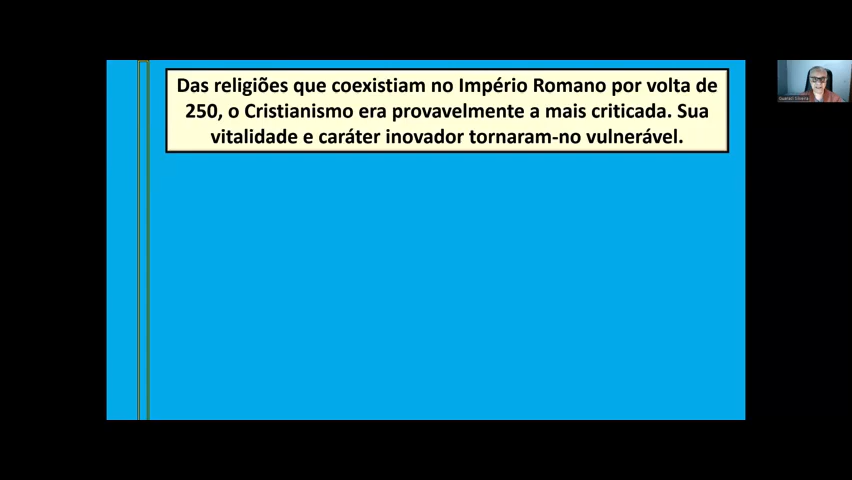 Das religiões que coexistiam no Império Romano por volta de
250, o Cristianismo era provavelmente a mais criticada. Sua
vitalidade e caráter inovador tornaram-no vulnerável.